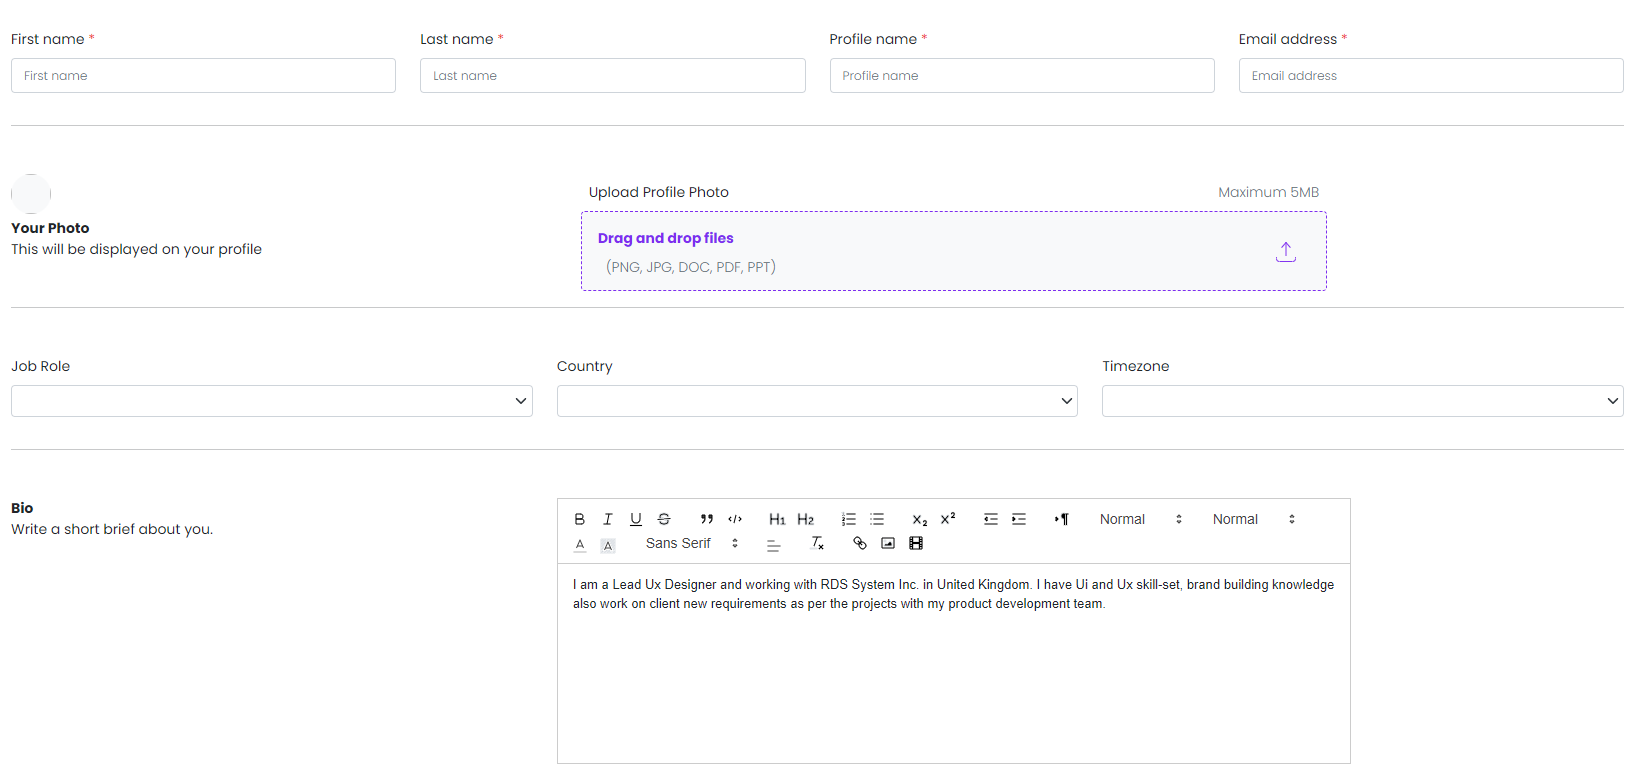 First name * Last name * Profile name * Email address *
First name Last name Profile name Email address
Upload Profile Photo Maximum 5MB
Your Photo
This will be displayed on your profile
Drag and drop files
(PNG, JPG, DOC, PDF, PPT)
Job Role Country Timezone
Bio
Write a short brief about you.
B I U S ❞ </> H1 H2 X2 X² Normal Normal
A A Sans Serif Tx
I am a Lead Ux Designer and working with RDS System Inc. in United Kingdom. I have Ui and Ux skill-set, brand building knowledge
also work on client new requirements as per the projects with my product development team.